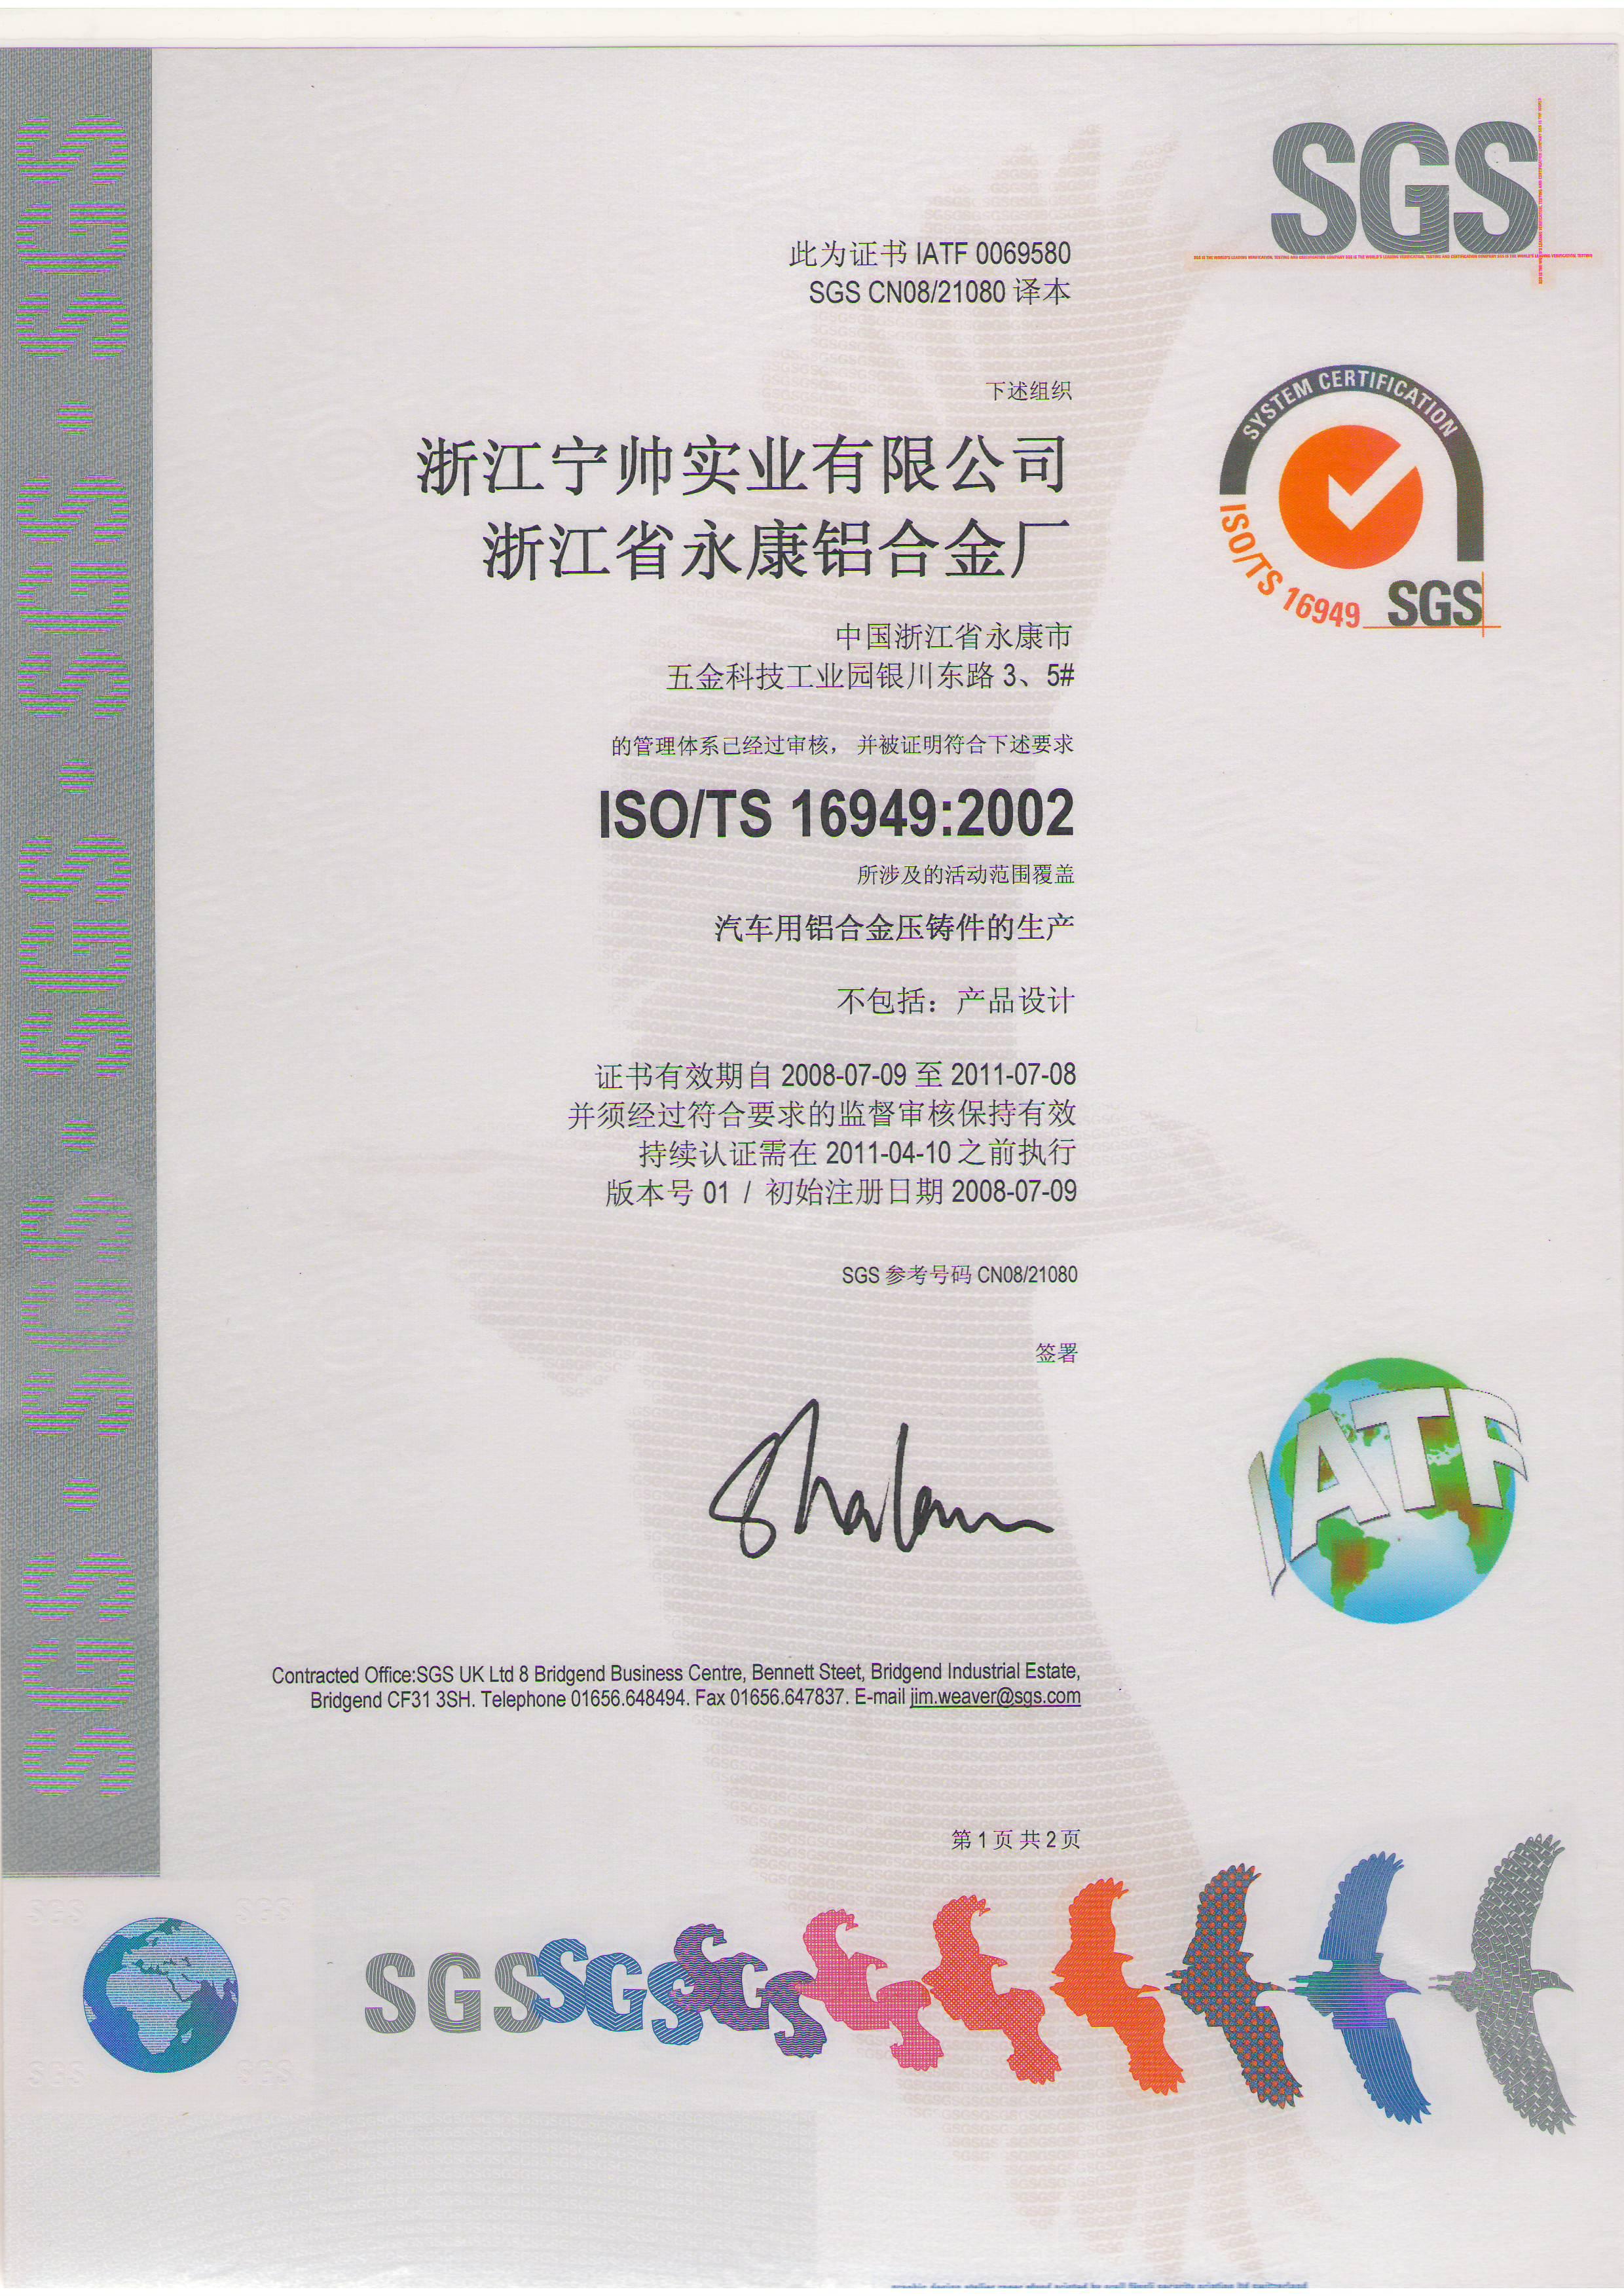 SGS
此为证书 IATF 0069580
SGS CN08/21080 译本
下述组织
浙江宁帅实业有限公司
浙江省永康铝合金厂
SYSTEM CERTIFICATION
ISO/TS 16949
SGS
中国浙江省永康市
五金科技工业园银川东路 3、5#
的管理体系已经过审核，并被证明符合下述要求
ISO/TS 16949:2002
所涉及的活动范围覆盖
汽车用铝合金压铸件的生产
不包括：产品设计
证书有效期自 2008-07-09 至 2011-07-08
并须经过符合要求的监督审核保持有效
持续认证需在 2011-04-10 之前执行
版本号 01 / 初始注册日期 2008-07-09
SGS 参考号码 CN08/21080
签署
IATF
Contracted Office:SGS UK Ltd 8 Bridgend Business Centre, Bennett Steet, Bridgend Industrial Estate,
Bridgend CF31 3SH. Telephone 01656.648494. Fax 01656.647837. E-mail jim.weaver@sgs.com
第 1 页 共 2 页
SGS SGS SGS